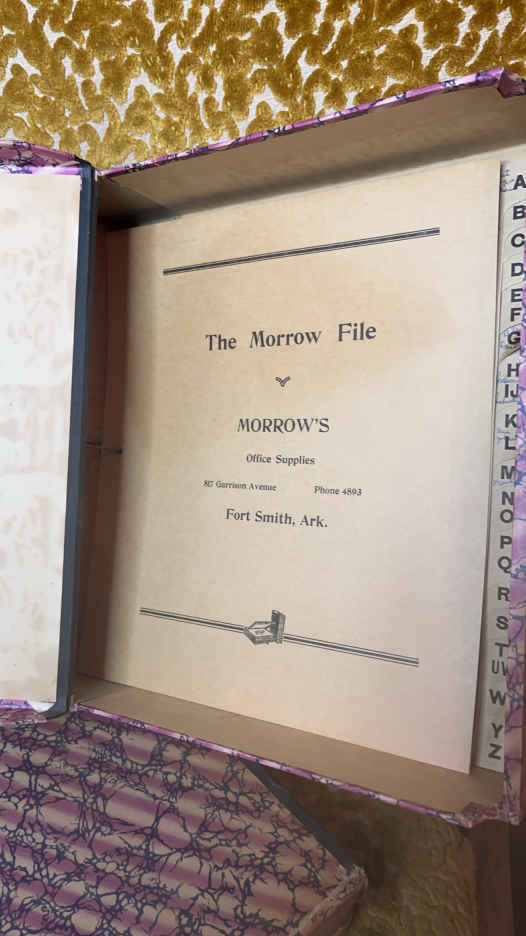 The Morrow File
MORROW'S
Office Supplies
817 Garrison Avenue Phone 4893
Fort Smith, Ark.
A
B
C
D
E
F
G
H
IJ
K
L
M
N
O
P
Q
R
S
T
UV
W
Y
Z